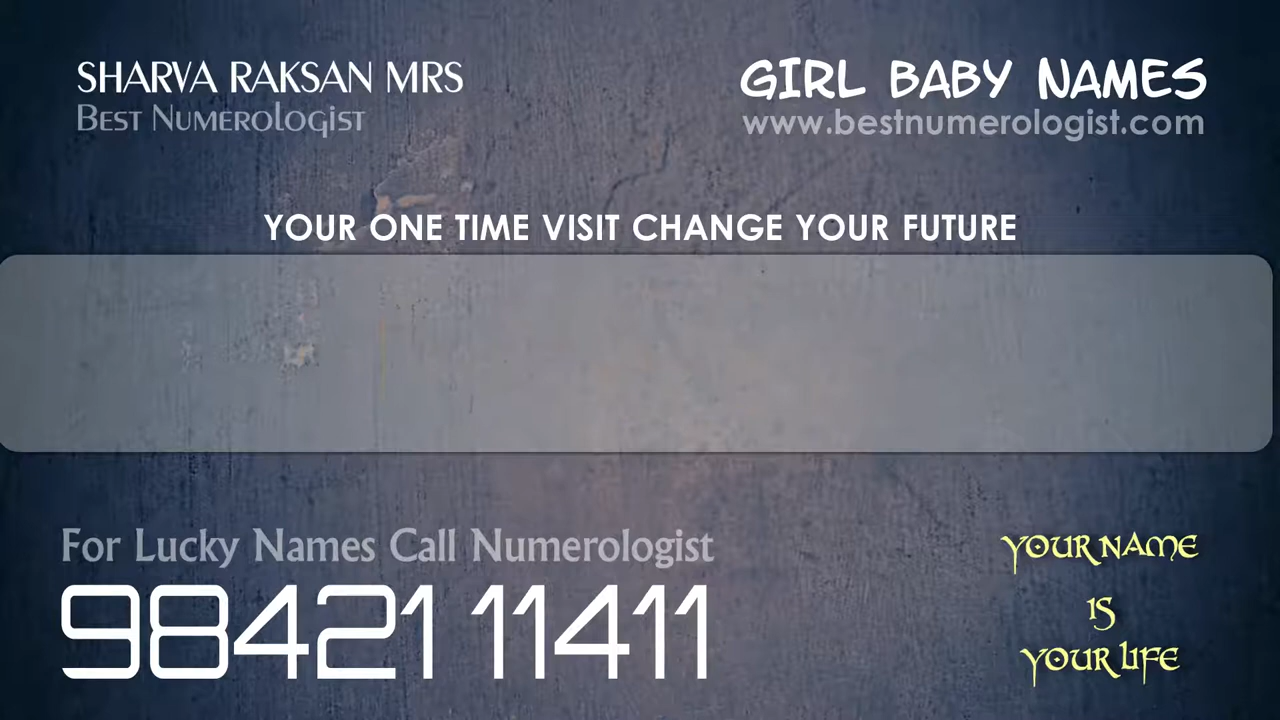 SHARVA RAKSAN MRS
Best Numerologist
GIRL BABY NAMES
www.bestnumerologist.com
YOUR ONE TIME VISIT CHANGE YOUR FUTURE
For Lucky Names Call Numerologist
98421 11411
YOUR NAME
IS
YOUR LIFE